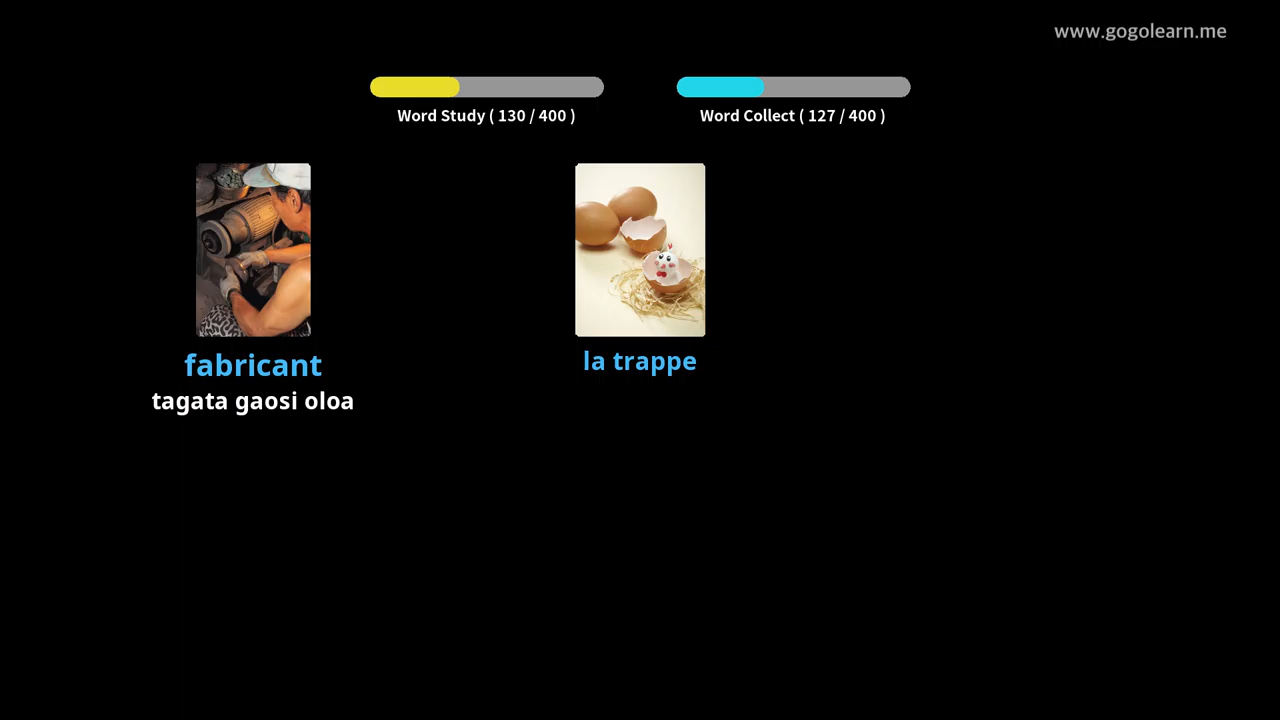 www.gogolearn.me
Word Study ( 130 / 400 )
Word Collect ( 127 / 400 )
fabricant
tagata gaosi oloa
la trappe